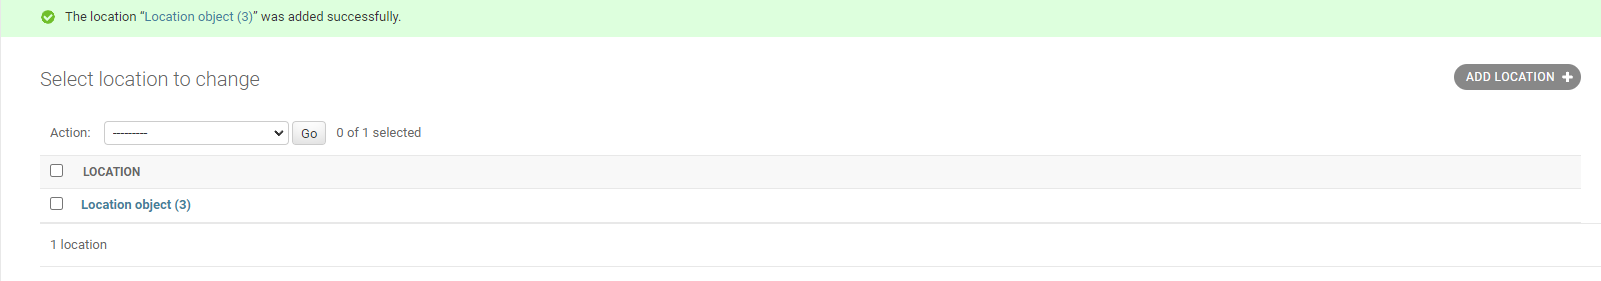 The location “Location object (3)” was added successfully.
Select location to change
ADD LOCATION +
Action: --------- Go 0 of 1 selected
LOCATION
Location object (3)
1 location